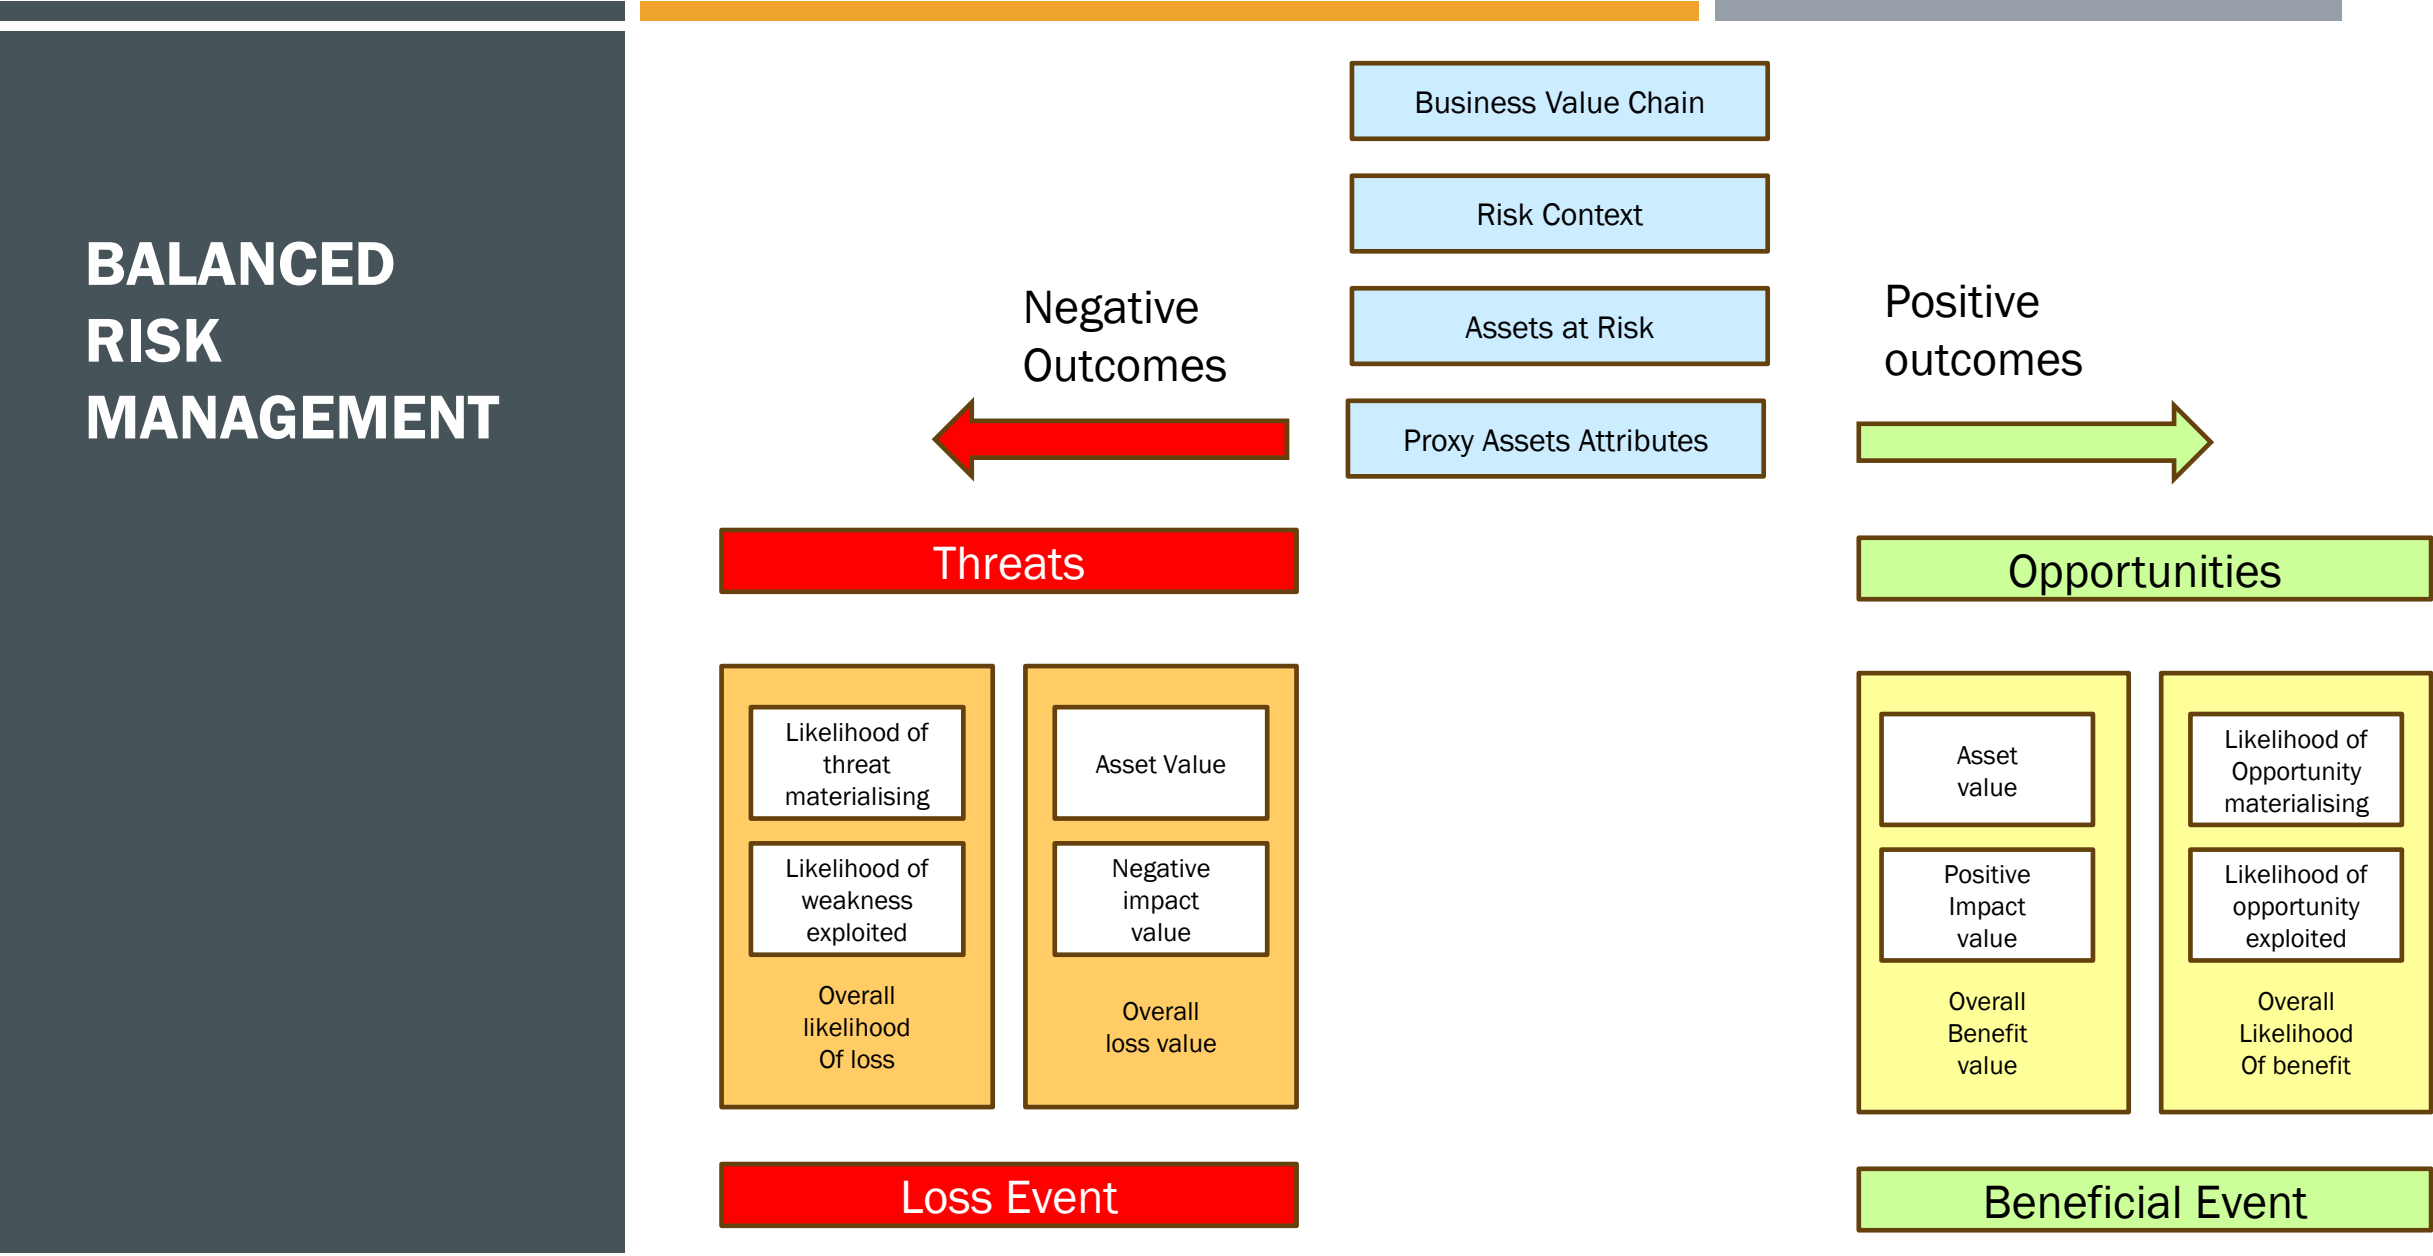 BALANCED
RISK
MANAGEMENT
Business Value Chain
Risk Context
Assets at Risk
Proxy Assets Attributes
Negative
Outcomes
Positive
outcomes
Threats
Likelihood of
threat
materialising
Likelihood of
weakness
exploited
Overall
likelihood
Of loss
Asset Value
Negative
impact
value
Overall
loss value
Loss Event
Opportunities
Asset
value
Positive
Impact
value
Overall
Benefit
value
Likelihood of
Opportunity
materialising
Likelihood of
opportunity
exploited
Overall
Likelihood
Of benefit
Beneficial Event